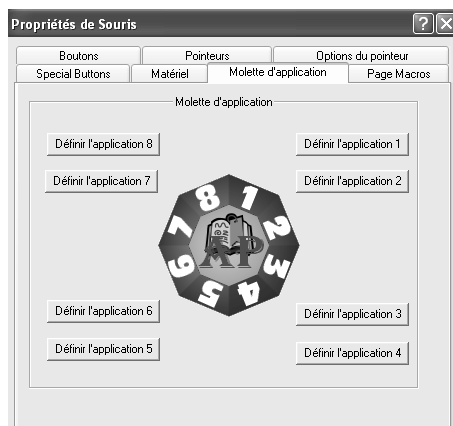 Propriétés de Souris
Boutons Pointeurs Options du pointeur
Special Buttons Matériel Molette d'application Page Macros
Molette d'application
Définir l'application 8 Définir l'application 1
Définir l'application 7 Définir l'application 2
8 1
7 2
AP
6 3
5 4
Définir l'application 6 Définir l'application 3
Définir l'application 5 Définir l'application 4